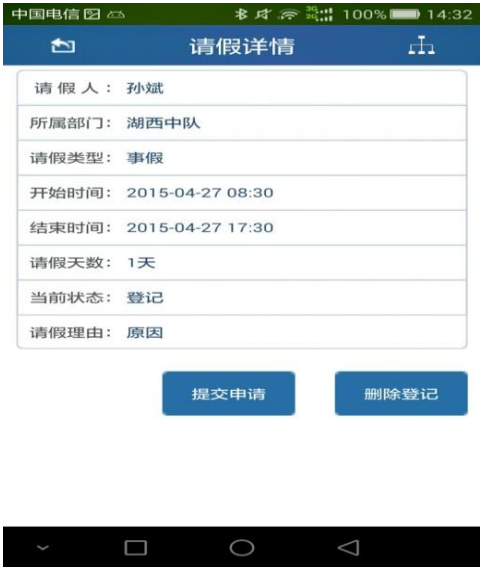 中国电信 2G 2G 100% 14:32
请假详情
请 假 人： 孙斌
所属部门： 湖西中队
请假类型： 事假
开始时间： 2015-04-27 08:30
结束时间： 2015-04-27 17:30
请假天数： 1天
当前状态： 登记
请假理由： 原因
提交申请 删除登记